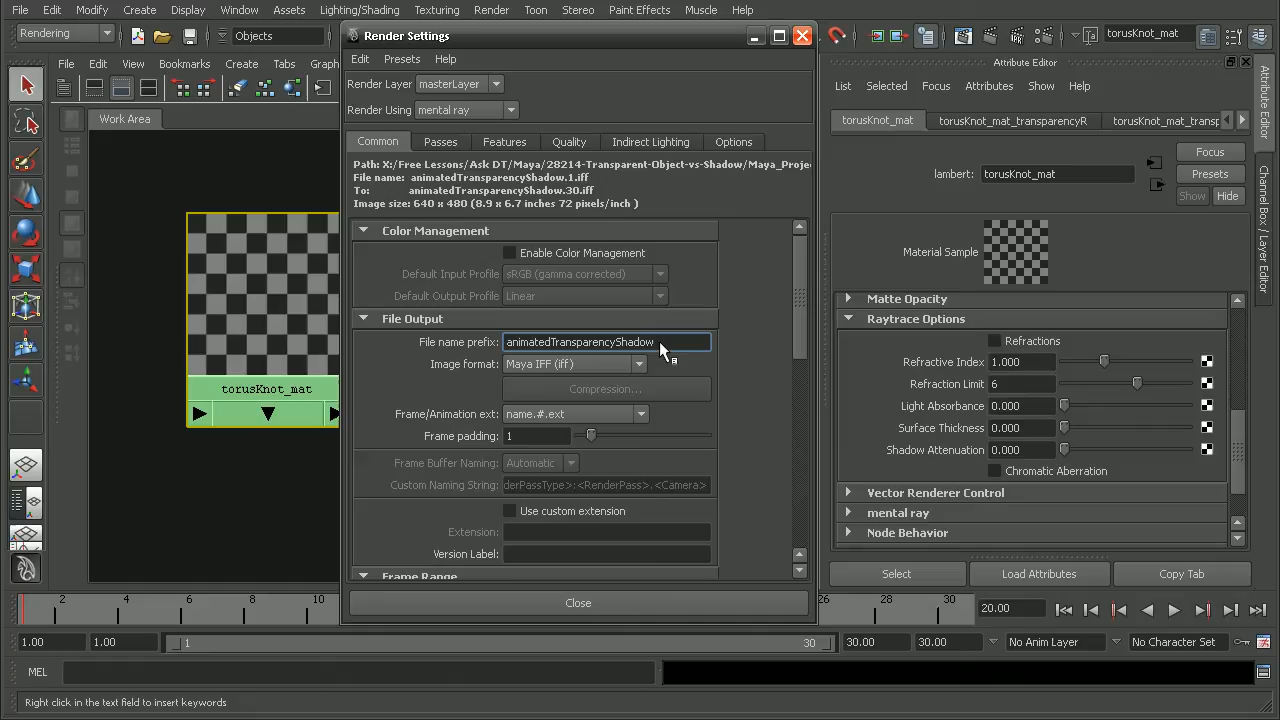 File Edit Modify Create Display Window Assets Lighting/Shading Texturing Render Toon Stereo Paint Effects Muscle Help
Rendering
Objects
torusKnot_mat
Render Settings
Edit Presets Help
Render Layer masterLayer
Render Using mental ray
Common Passes Features Quality Indirect Lighting Options
Path: X:/Free Lessons/Ask DT/Maya/28214-Transparent-Object-vs-Shadow/Maya_Proje
File name: animatedTransparencyShadow.1.iff
To: animatedTransparencyShadow.30.iff
Image size: 640 x 480 (8.9 x 6.7 inches 72 pixels/inch )
Color Management
Enable Color Management
Default Input Profile sRGB (gamma corrected)
Default Output Profile Linear
File Output
File name prefix: animatedTransparencyShadow
Image format: Maya IFF (iff)
Compression...
Frame/Animation ext: name.#.ext
Frame padding: 1
Frame Buffer Naming: Automatic
Custom Naming String: derPassType>:<RenderPass>.<Camera>
Use custom extension
Extension:
Version Label:
Frame Range
Close
File Edit View Bookmarks Create Tabs Graph
Work Area
torusKnot_mat
Attribute Editor
List Selected Focus Attributes Show Help
torusKnot_mat torusKnot_mat_transparencyR torusKnot_mat_transp
Focus
Presets
Show Hide
lambert: torusKnot_mat
Material Sample
Matte Opacity
Raytrace Options
Refractions
Refractive Index 1.000
Refraction Limit 6
Light Absorbance 0.000
Surface Thickness 0.000
Shadow Attenuation 0.000
Chromatic Aberration
Vector Renderer Control
mental ray
Node Behavior
Select Load Attributes Copy Tab
Attribute Editor
Channel Box / Layer Editor
2 4 6 8 10 26 28 30 20.00
1.00 1.00 1 30 30.00 30.00 No Anim Layer No Character Set
MEL
Right click in the text field to insert keywords